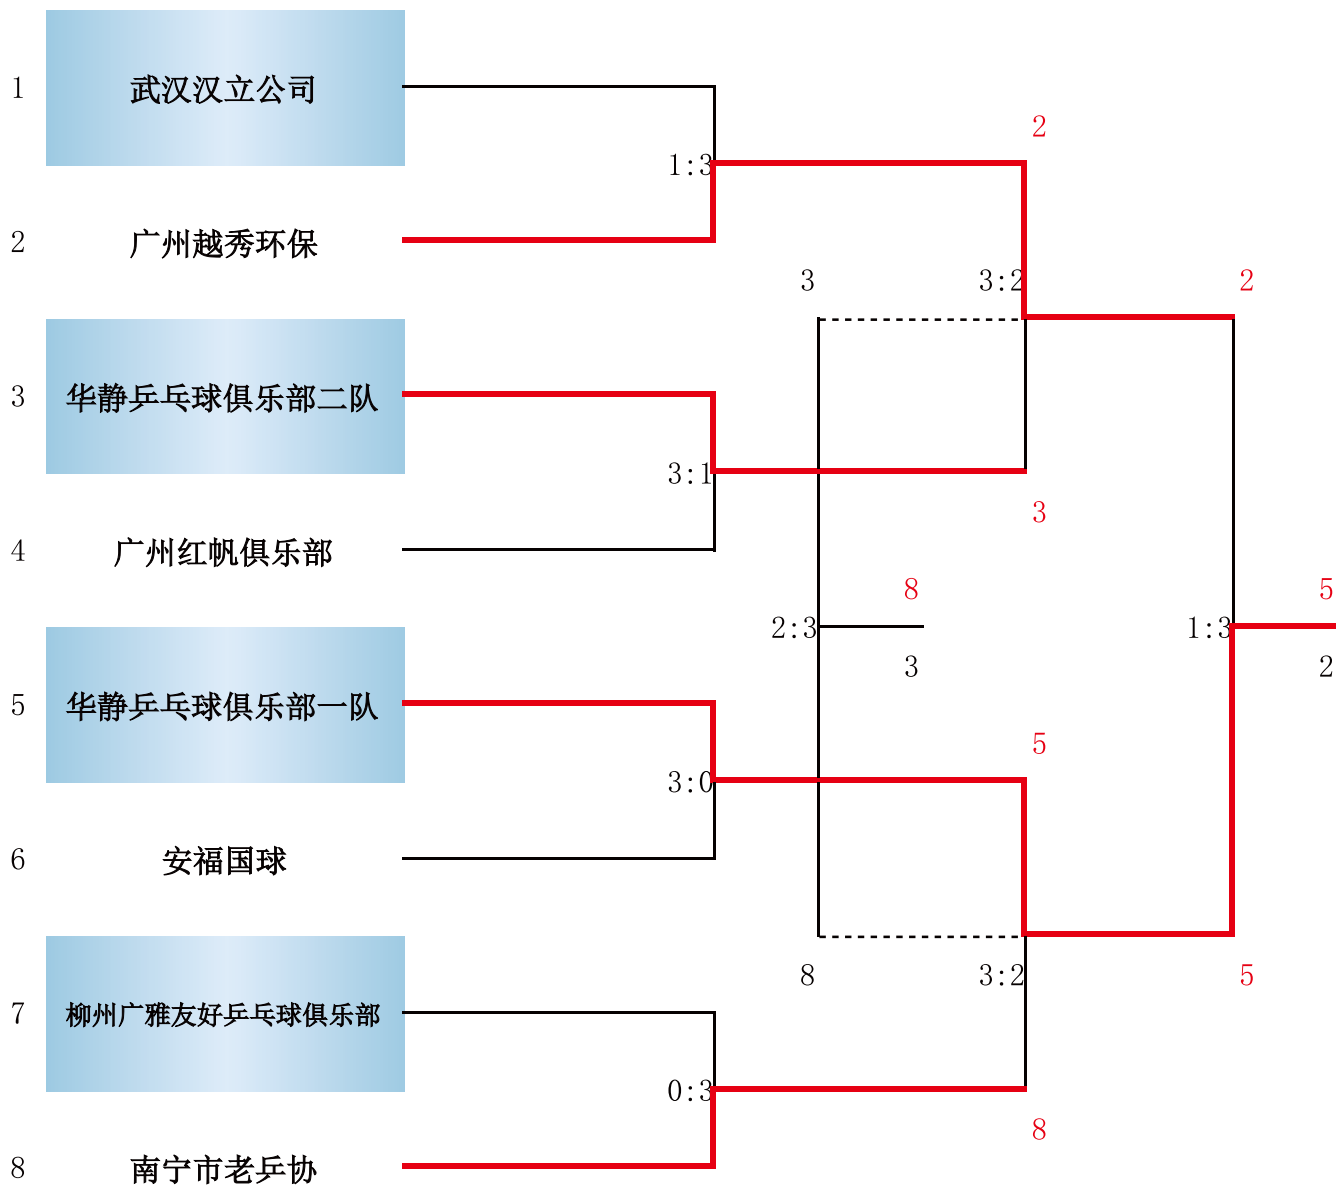 1 武汉汉立公司
2
1:3
2 广州越秀环保
3 3:2 2
3 华静乒乓球俱乐部二队
3:1
3
4 广州红帆俱乐部
8 5
2:3 1:3
3 2
5 华静乒乓球俱乐部一队
5
3:0
6 安福国球
8 3:2 5
7 柳州广雅友好乒乓球俱乐部
0:3
8
8 南宁市老乒协